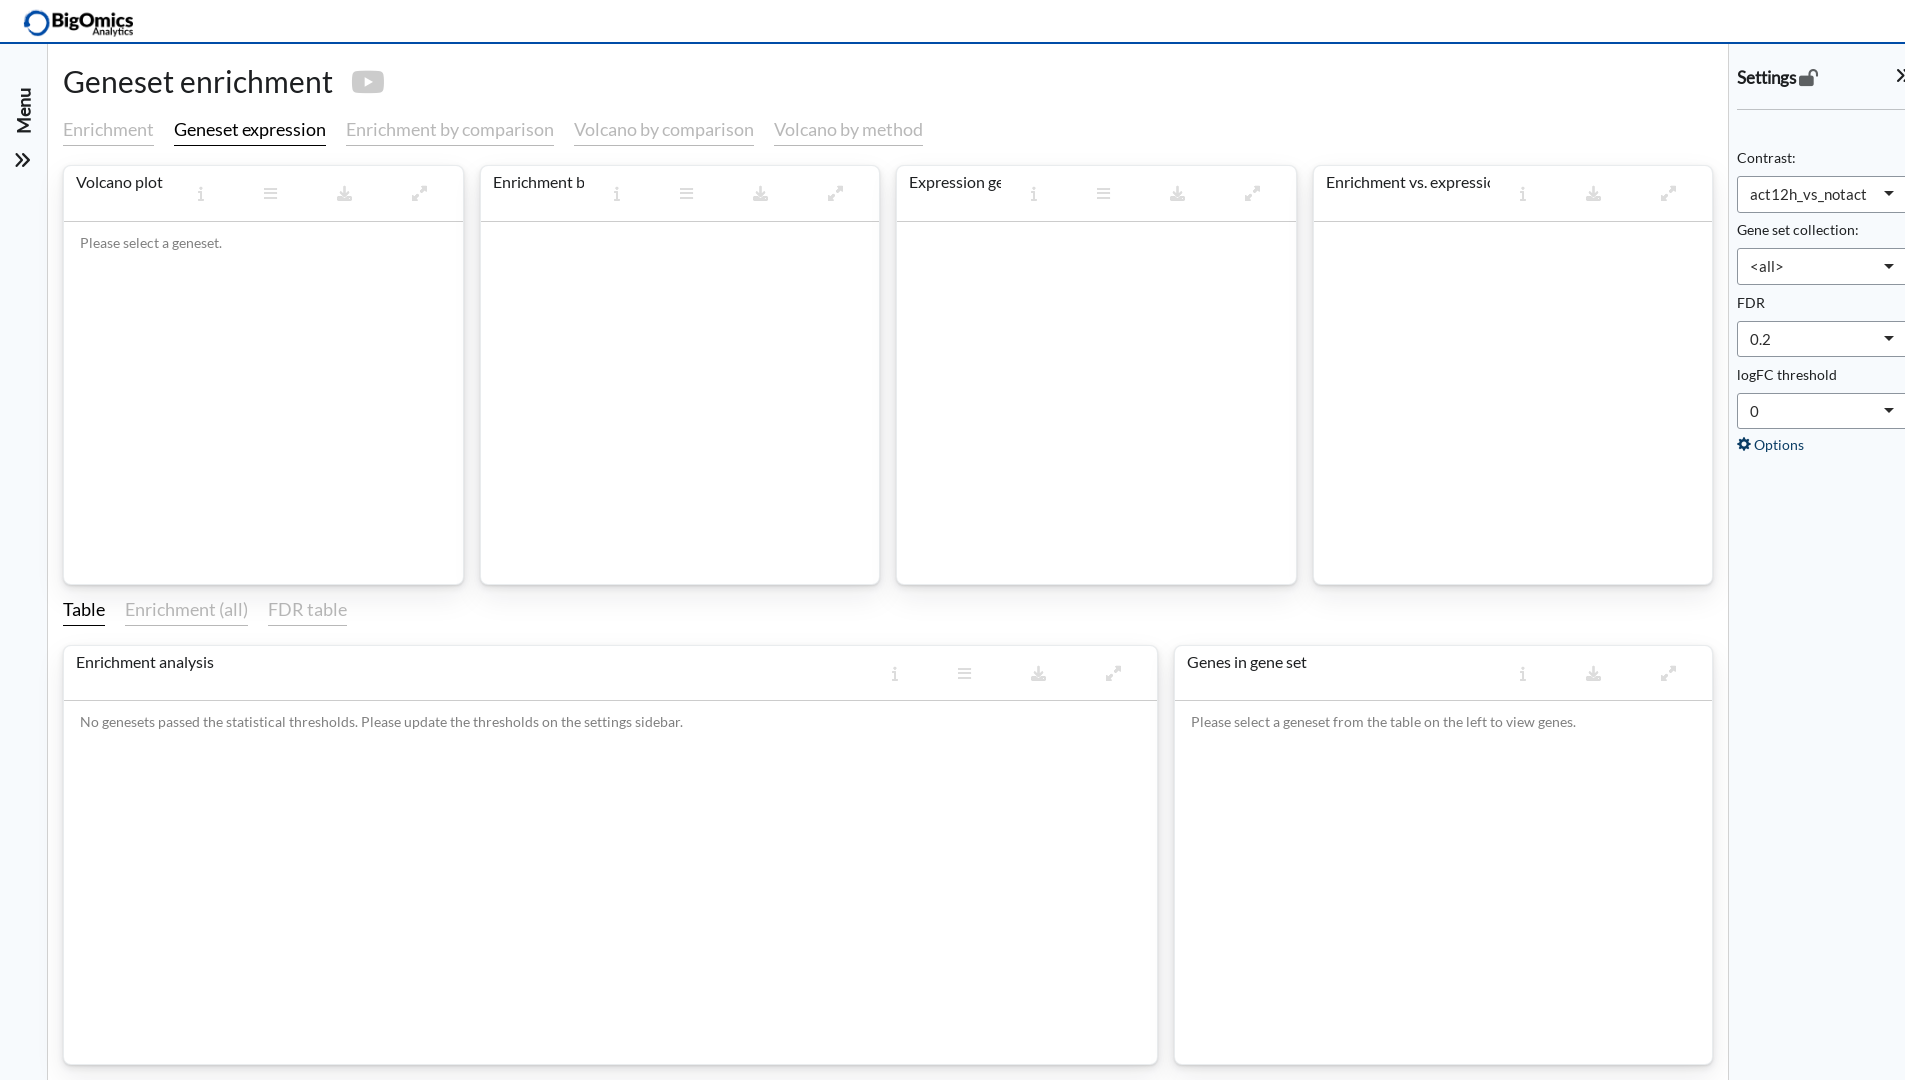 BigOmics
Analytics
Menu
Geneset enrichment
Enrichment Geneset expression Enrichment by comparison Volcano by comparison Volcano by method
Volcano plot
Enrichment b
Expression ge
Enrichment vs. expressio
Please select a geneset.
Table Enrichment (all) FDR table
Enrichment analysis
Genes in gene set
No genesets passed the statistical thresholds. Please update the thresholds on the settings sidebar.
Please select a geneset from the table on the left to view genes.
Settings
Contrast:
act12h_vs_notact
Gene set collection:
<all>
FDR
0.2
logFC threshold
0
Options